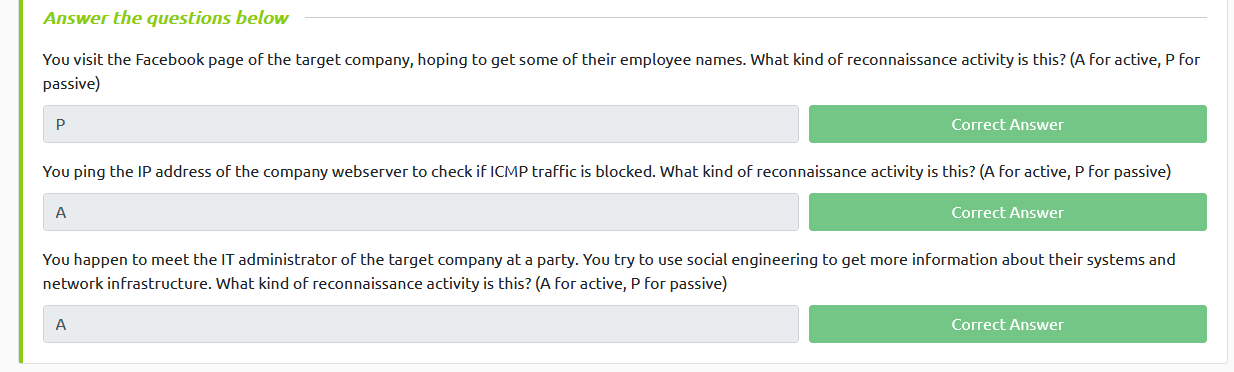 Answer the questions below
You visit the Facebook page of the target company, hoping to get some of their employee names. What kind of reconnaissance activity is this? (A for active, P for
passive)
P
Correct Answer
You ping the IP address of the company webserver to check if ICMP traffic is blocked. What kind of reconnaissance activity is this? (A for active, P for passive)
A
Correct Answer
You happen to meet the IT administrator of the target company at a party. You try to use social engineering to get more information about their systems and
network infrastructure. What kind of reconnaissance activity is this? (A for active, P for passive)
A
Correct Answer